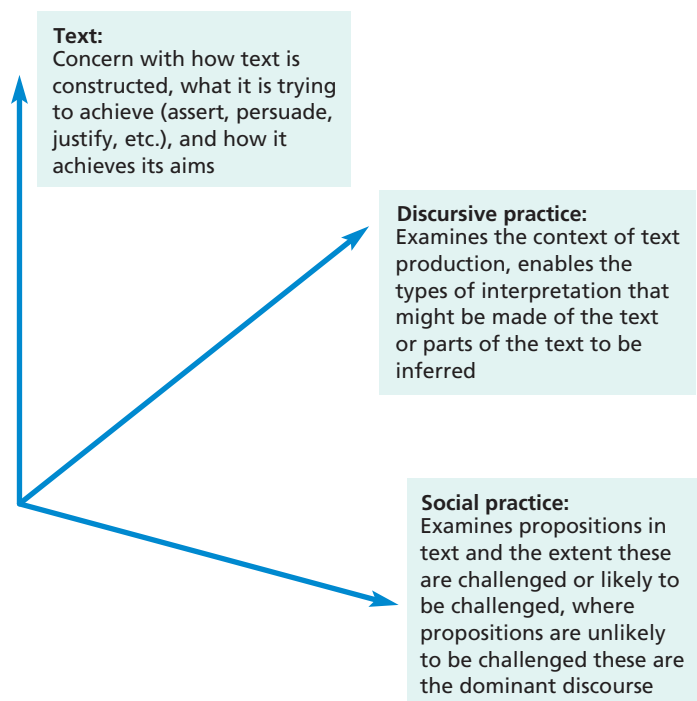 Text:
Concern with how text is
constructed, what it is trying
to achieve (assert, persuade,
justify, etc.), and how it
achieves its aims
Discursive practice:
Examines the context of text
production, enables the
types of interpretation that
might be made of the text
or parts of the text to be
inferred
Social practice:
Examines propositions in
text and the extent these
are challenged or likely to
be challenged, where
propositions are unlikely
to be challenged these are
the dominant discourse